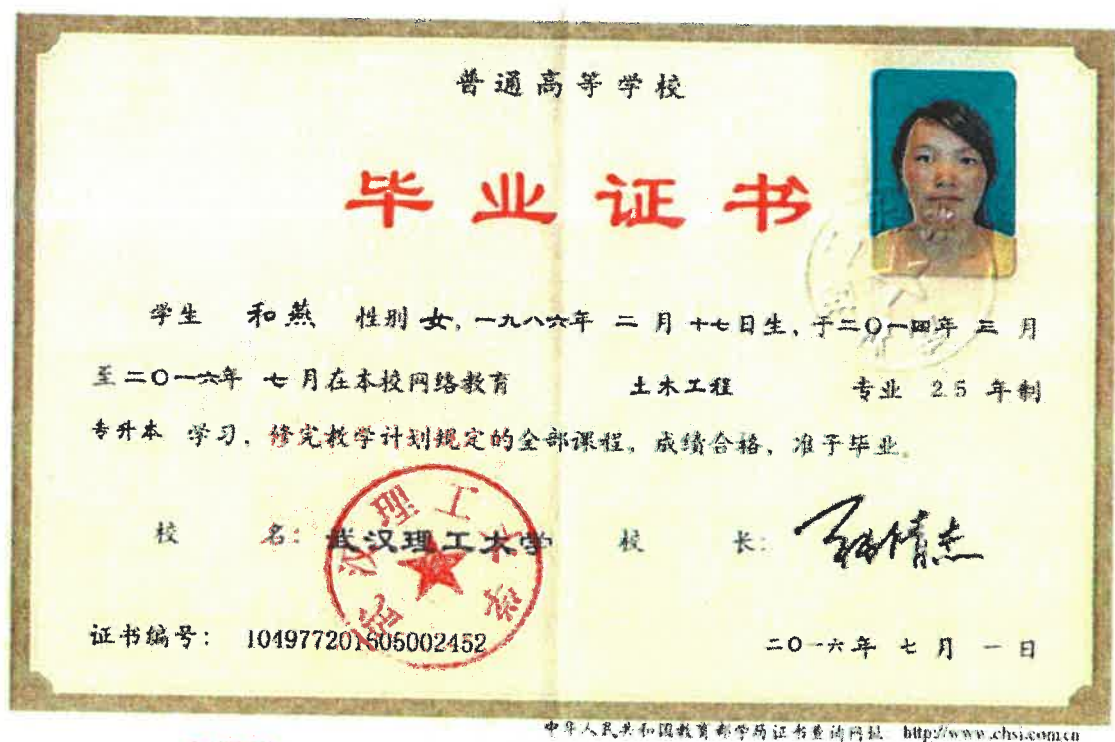 普通高等学校
毕业证书
学生 和燕 性别 女，一九八六年 二 月 十七日生，于二〇一四年 三 月
至二〇一六年 七 月在本校网络教育 土木工程 专业 2.5 年制
专升本 学习，修完教学计划规定的全部课程，成绩合格，准予毕业。
校 名：武汉理工大学 校 长：
武汉理工大学
证书编号：104977201605002452 二〇一六年 七 月 一 日
中华人民共和国教育部学历证书查询网址 http://www.chsi.com.cn